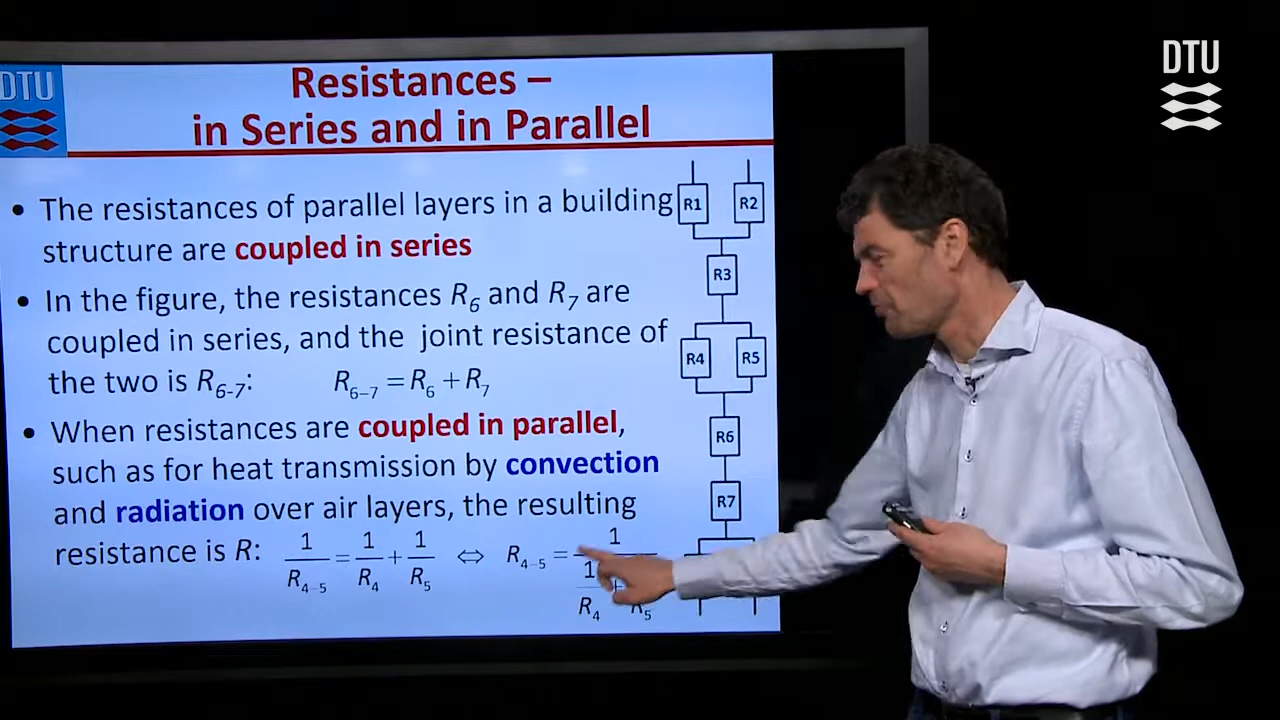 DTU
DTU
Resistances –
in Series and in Parallel
• The resistances of parallel layers in a building
structure are coupled in series
• In the figure, the resistances R6 and R7 are
coupled in series, and the joint resistance of
the two is R6-7: R6–7 = R6 + R7
• When resistances are coupled in parallel,
such as for heat transmission by convection
and radiation over air layers, the resulting
resistance is R: 1/R4–5 = 1/R4 + 1/R5 ⇔ R4–5 = 1/(1/R4 + R5
R1 R2
R3
R4 R5
R6
R7